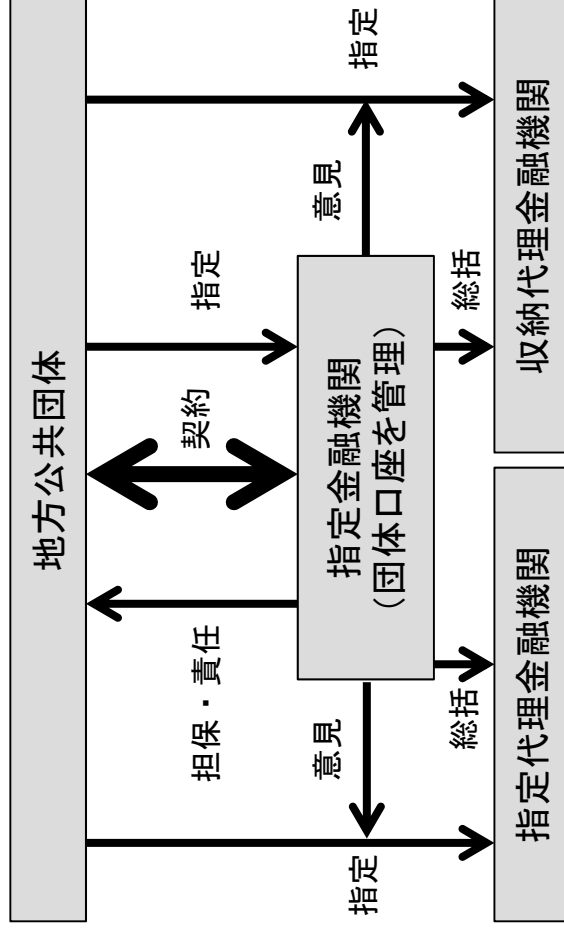 地方公共団体
担保・責任
契約
指定
指定
意見
指定金融機関
（団体口座を管理）
意見
指定
総括
総括
指定代理金融機関
収納代理金融機関